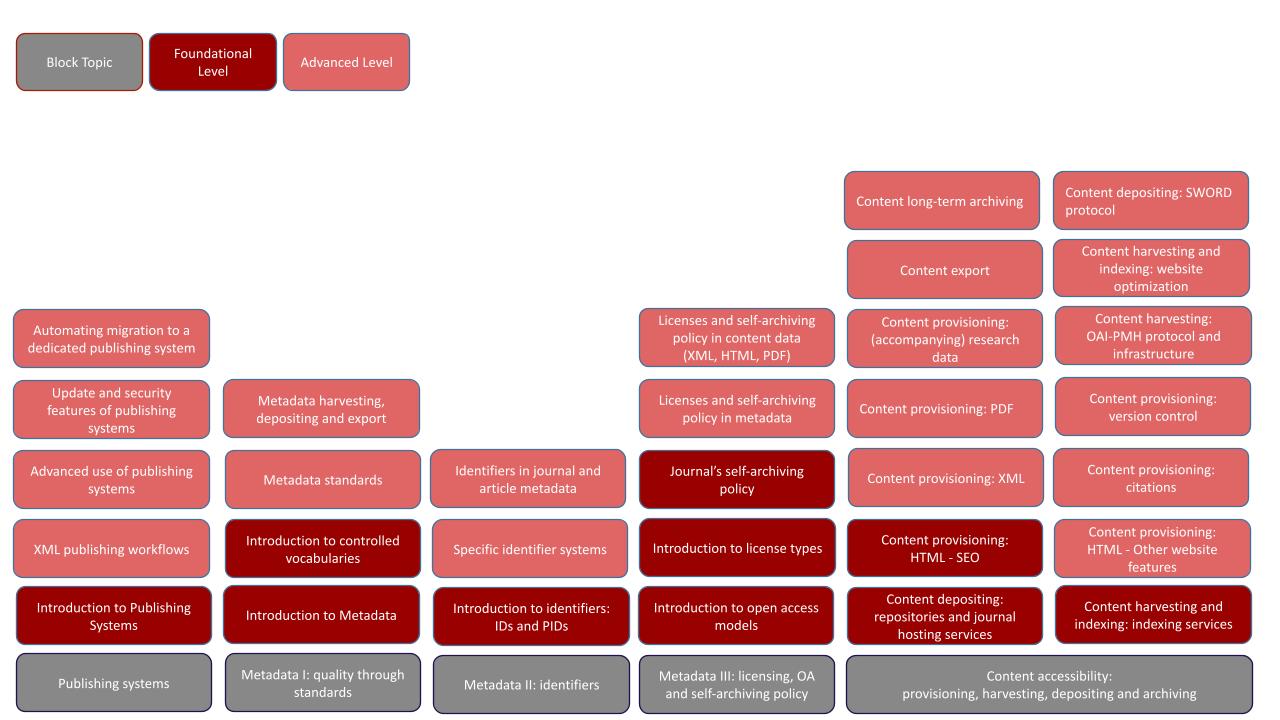 Block Topic
Foundational
Level
Advanced Level
Content long-term archiving
Content depositing: SWORD
protocol
Content export
Content harvesting and
indexing: website
optimization
Automating migration to a
dedicated publishing system
Licenses and self-archiving
policy in content data
(XML, HTML, PDF)
Content provisioning:
(accompanying) research
data
Content harvesting:
OAI-PMH protocol and
infrastructure
Update and security
features of publishing
systems
Metadata harvesting,
depositing and export
Licenses and self-archiving
policy in metadata
Content provisioning: PDF
Content provisioning:
version control
Advanced use of publishing
systems
Metadata standards
Identifiers in journal and
article metadata
Journal's self-archiving
policy
Content provisioning: XML
Content provisioning:
citations
XML publishing workflows
Introduction to controlled
vocabularies
Specific identifier systems
Introduction to license types
Content provisioning:
HTML - SEO
Content provisioning:
HTML - Other website
features
Introduction to Publishing
Systems
Introduction to Metadata
Introduction to identifiers:
IDs and PIDs
Introduction to open access
models
Content depositing:
repositories and journal
hosting services
Content harvesting and
indexing: indexing services
Publishing systems
Metadata I: quality through
standards
Metadata II: identifiers
Metadata III: licensing, OA
and self-archiving policy
Content accessibility:
provisioning, harvesting, depositing and archiving